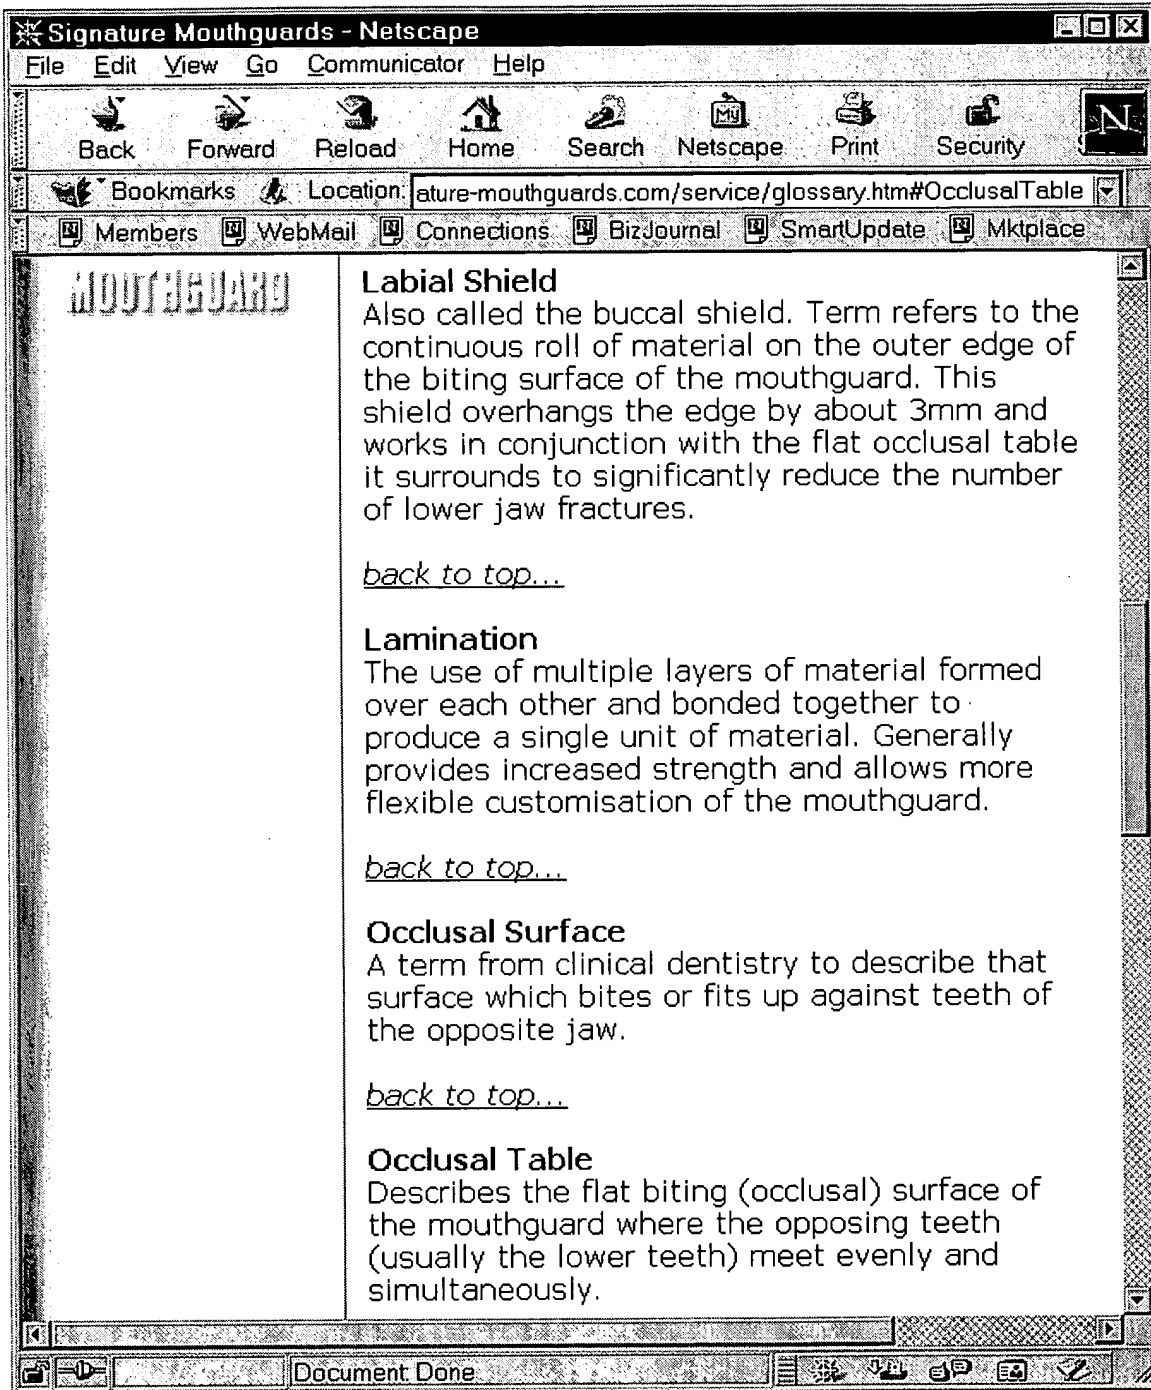 Signature Mouthguards - Netscape
File Edit View Go Communicator Help
Back Forward Reload Home Search Netscape Print Security
Bookmarks Location: ature-mouthguards.com/service/glossary.htm#OcclusalTable
Members WebMail Connections BizJournal SmartUpdate Mktplace
MOUTHGUARD
Labial Shield
Also called the buccal shield. Term refers to the
continuous roll of material on the outer edge of
the biting surface of the mouthguard. This
shield overhangs the edge by about 3mm and
works in conjunction with the flat occlusal table
it surrounds to significantly reduce the number
of lower jaw fractures.
back to top...
Lamination
The use of multiple layers of material formed
over each other and bonded together to
produce a single unit of material. Generally
provides increased strength and allows more
flexible customisation of the mouthguard.
back to top...
Occlusal Surface
A term from clinical dentistry to describe that
surface which bites or fits up against teeth of
the opposite jaw.
back to top...
Occlusal Table
Describes the flat biting (occlusal) surface of
the mouthguard where the opposing teeth
(usually the lower teeth) meet evenly and
simultaneously.
Document Done